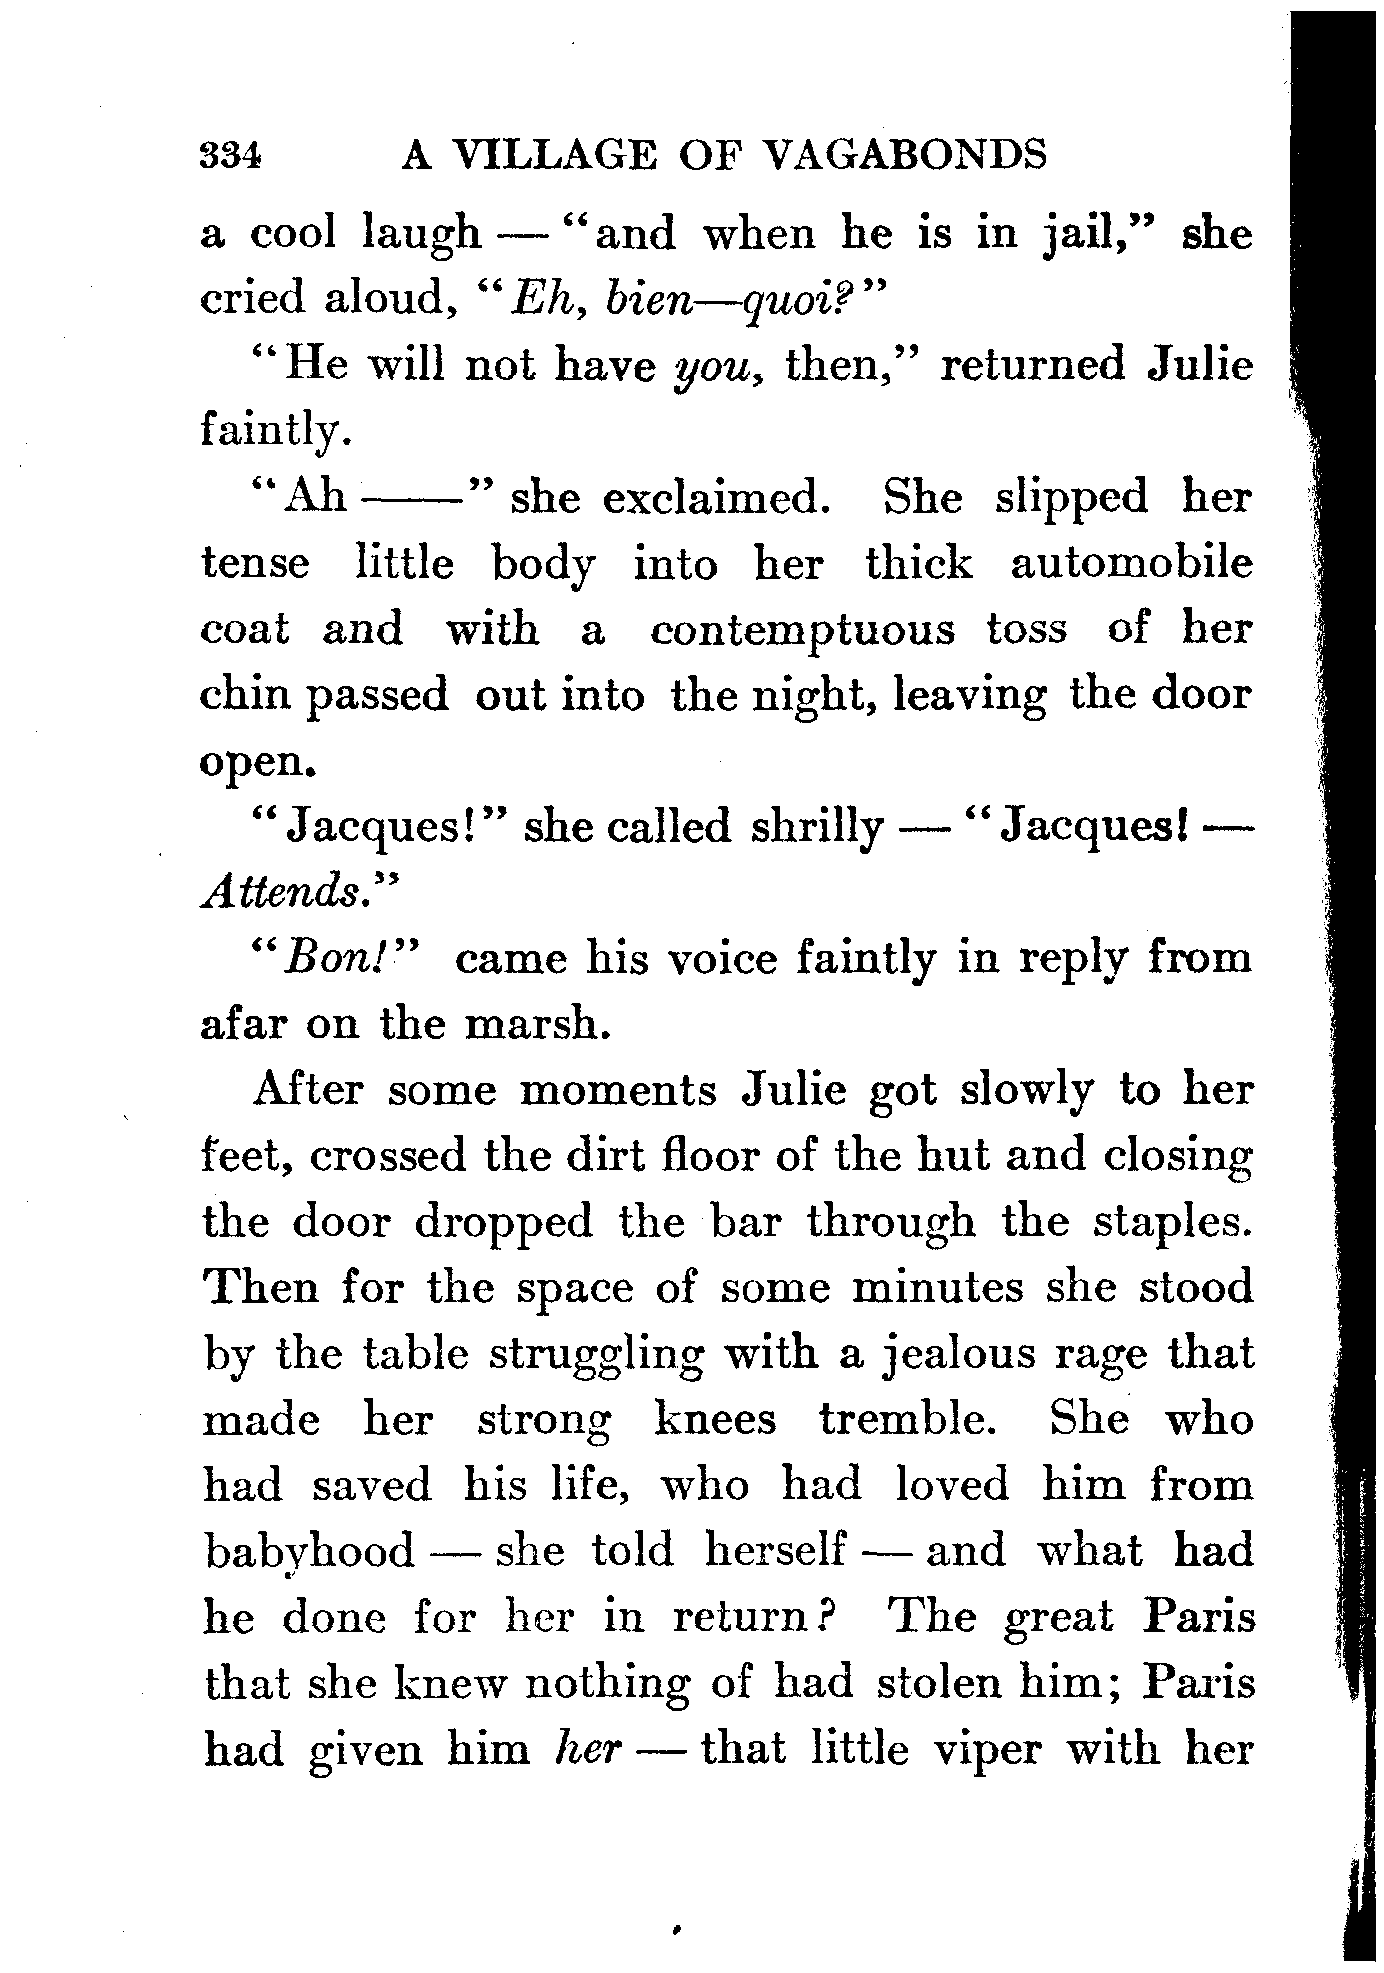 334 A VILLAGE OF VAGABONDS
a cool laugh — “and when he is in jail,” she
cried aloud, “Eh, bien—quoi?”
“He will not have you, then,” returned Julie
faintly.
“Ah ——” she exclaimed. She slipped her
tense little body into her thick automobile
coat and with a contemptuous toss of her
chin passed out into the night, leaving the door
open.
“Jacques!” she called shrilly — “Jacques! —
Attends.”
“Bon!” came his voice faintly in reply from
afar on the marsh.
After some moments Julie got slowly to her
feet, crossed the dirt floor of the hut and closing
the door dropped the bar through the staples.
Then for the space of some minutes she stood
by the table struggling with a jealous rage that
made her strong knees tremble. She who
had saved his life, who had loved him from
babyhood — she told herself — and what had
he done for her in return? The great Paris
that she knew nothing of had stolen him; Paris
had given him her — that little viper with her